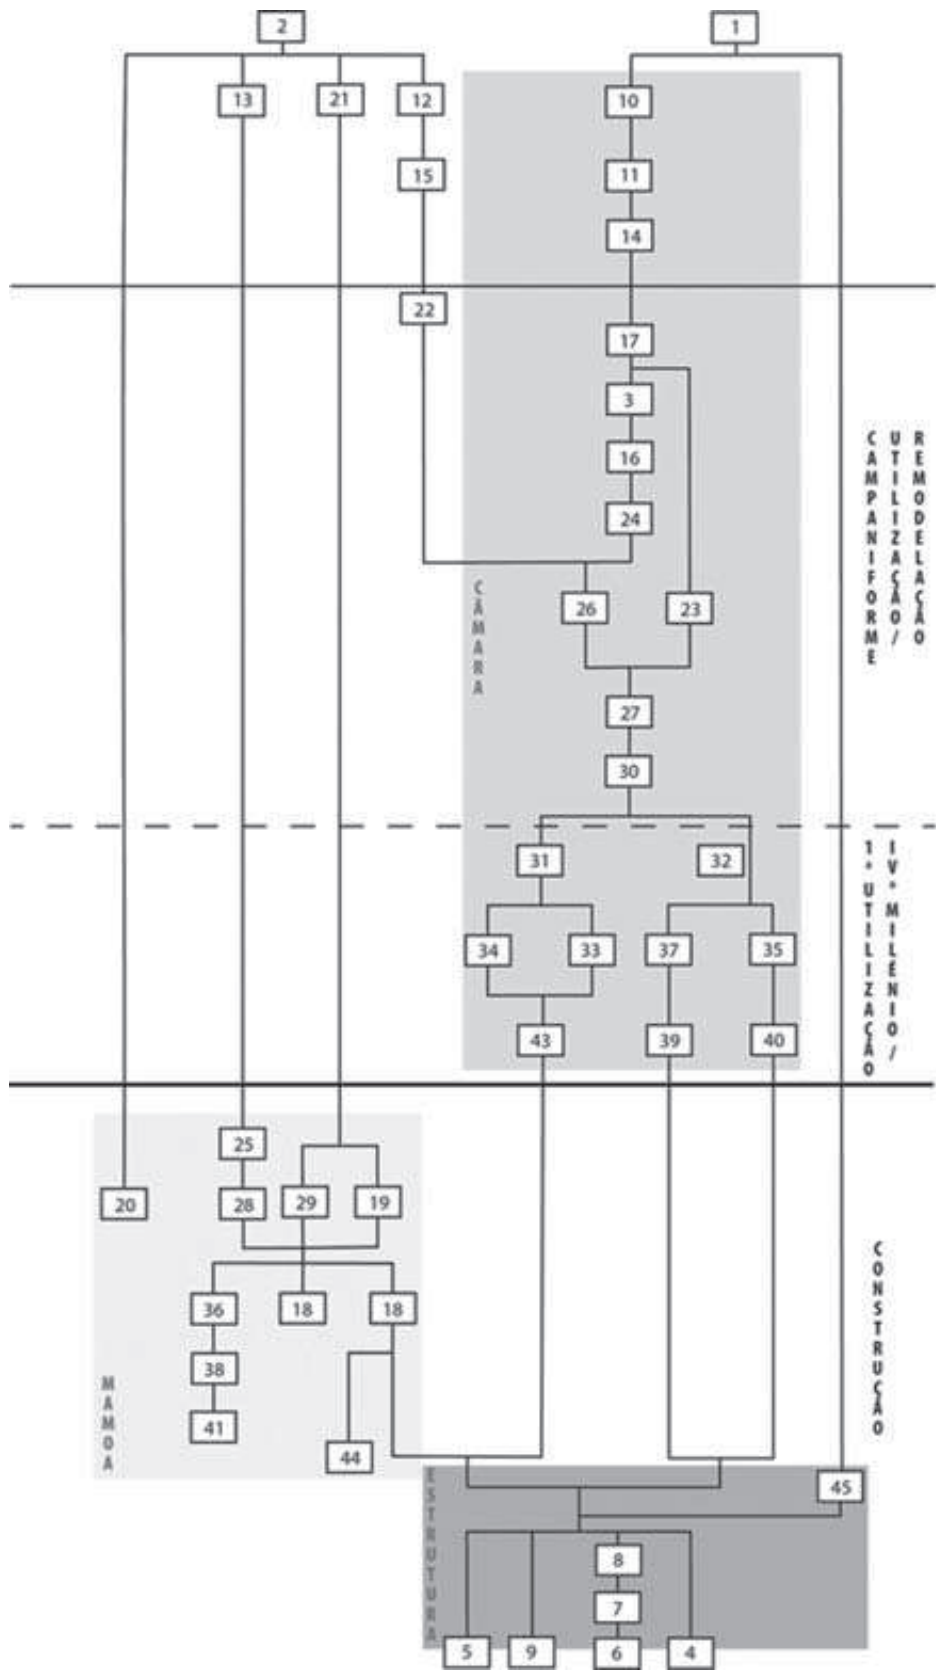 2 1
13 21 12 10
15 11
14
22
17
3
16
24
26 23
CÂMARA
CAMPANIFORME
UTILIZAÇÃO/
REMODELAÇÃO
27
30
31 32
34 33 37 35
43 39 40
1ª UTILIZAÇÃO
IVº MILÉNIO/
25
20 28 29 19
36 18 18
38
41
44
MAMOA
CONSTRUÇÃO
45
ESTRUTURA
8
7
5 9 6 4